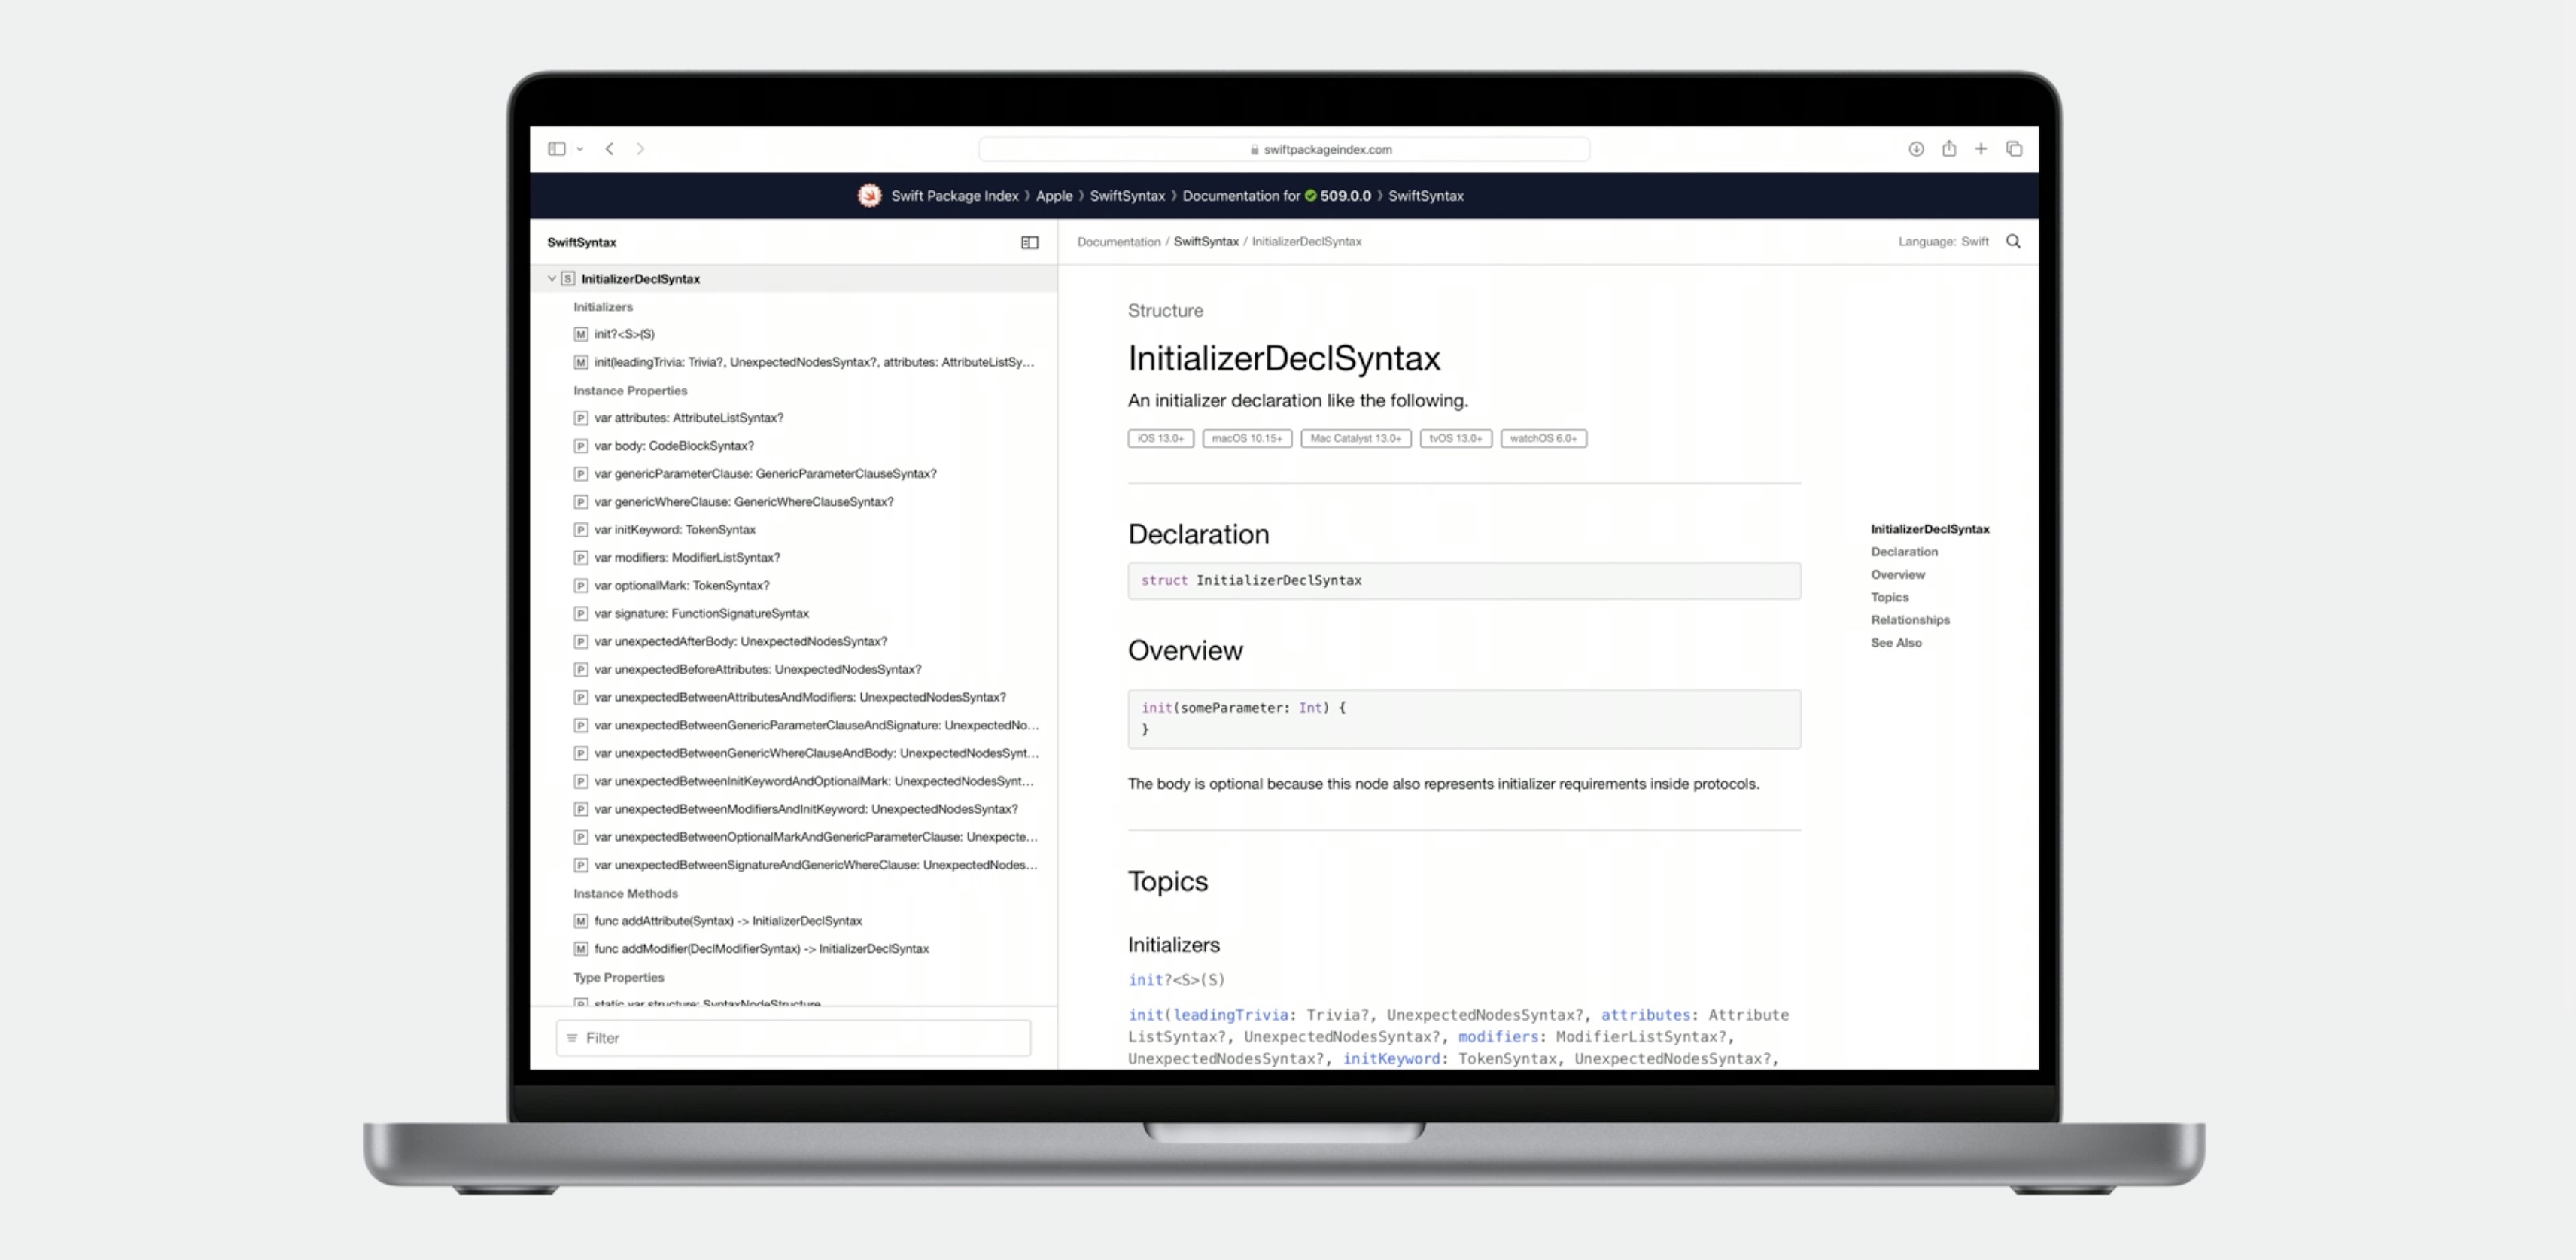 swiftpackageindex.com
Swift Package Index 》 Apple 》 SwiftSyntax 》 Documentation for 509.0.0 》 SwiftSyntax
SwiftSyntax
S InitializerDeclSyntax
Initializers
M init?<S>(S)
M init(leadingTrivia: Trivia?, UnexpectedNodesSyntax?, attributes: AttributeListSy...
Instance Properties
P var attributes: AttributeListSyntax?
P var body: CodeBlockSyntax?
P var genericParameterClause: GenericParameterClauseSyntax?
P var genericWhereClause: GenericWhereClauseSyntax?
P var initKeyword: TokenSyntax
P var modifiers: ModifierListSyntax?
P var optionalMark: TokenSyntax?
P var signature: FunctionSignatureSyntax
P var unexpectedAfterBody: UnexpectedNodesSyntax?
P var unexpectedBeforeAttributes: UnexpectedNodesSyntax?
P var unexpectedBetweenAttributesAndModifiers: UnexpectedNodesSyntax?
P var unexpectedBetweenGenericParameterClauseAndSignature: UnexpectedNo...
P var unexpectedBetweenGenericWhereClauseAndBody: UnexpectedNodesSynt...
P var unexpectedBetweenInitKeywordAndOptionalMark: UnexpectedNodesSynt...
P var unexpectedBetweenModifiersAndInitKeyword: UnexpectedNodesSyntax?
P var unexpectedBetweenOptionalMarkAndGenericParameterClause: Unexpecte...
P var unexpectedBetweenSignatureAndGenericWhereClause: UnexpectedNodes...
Instance Methods
M func addAttribute(Syntax) -> InitializerDeclSyntax
M func addModifier(DeclModifierSyntax) -> InitializerDeclSyntax
Type Properties
P static var structure: SyntaxNodeStructure
Filter
Documentation / SwiftSyntax / InitializerDeclSyntax
Language: Swift
Structure
InitializerDeclSyntax
An initializer declaration like the following.
iOS 13.0+ macOS 10.15+ Mac Catalyst 13.0+ tvOS 13.0+ watchOS 6.0+
Declaration
struct InitializerDeclSyntax
Overview
init(someParameter: Int) {
}
The body is optional because this node also represents initializer requirements inside protocols.
Topics
Initializers
init?<S>(S)
init(leadingTrivia: Trivia?, UnexpectedNodesSyntax?, attributes: Attribute
ListSyntax?, UnexpectedNodesSyntax?, modifiers: ModifierListSyntax?,
UnexpectedNodesSyntax?, initKeyword: TokenSyntax, UnexpectedNodesSyntax?,
InitializerDeclSyntax
Declaration
Overview
Topics
Relationships
See Also